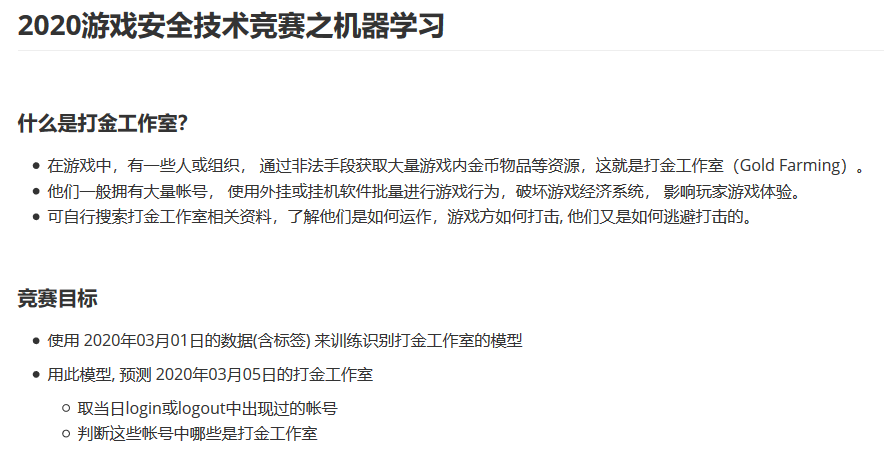 2020游戏安全技术竞赛之机器学习
什么是打金工作室?
在游戏中，有一些人或组织， 通过非法手段获取大量游戏内金币物品等资源，这就是打金工作室（Gold Farming）。
他们一般拥有大量帐号， 使用外挂或挂机软件批量进行游戏行为，破坏游戏经济系统， 影响玩家游戏体验。
可自行搜索打金工作室相关资料，了解他们是如何运作，游戏方如何打击, 他们又是如何逃避打击的。
竞赛目标
使用 2020年03月01日的数据(含标签) 来训练识别打金工作室的模型
用此模型, 预测 2020年03月05日的打金工作室
取当日login或logout中出现过的帐号
判断这些帐号中哪些是打金工作室